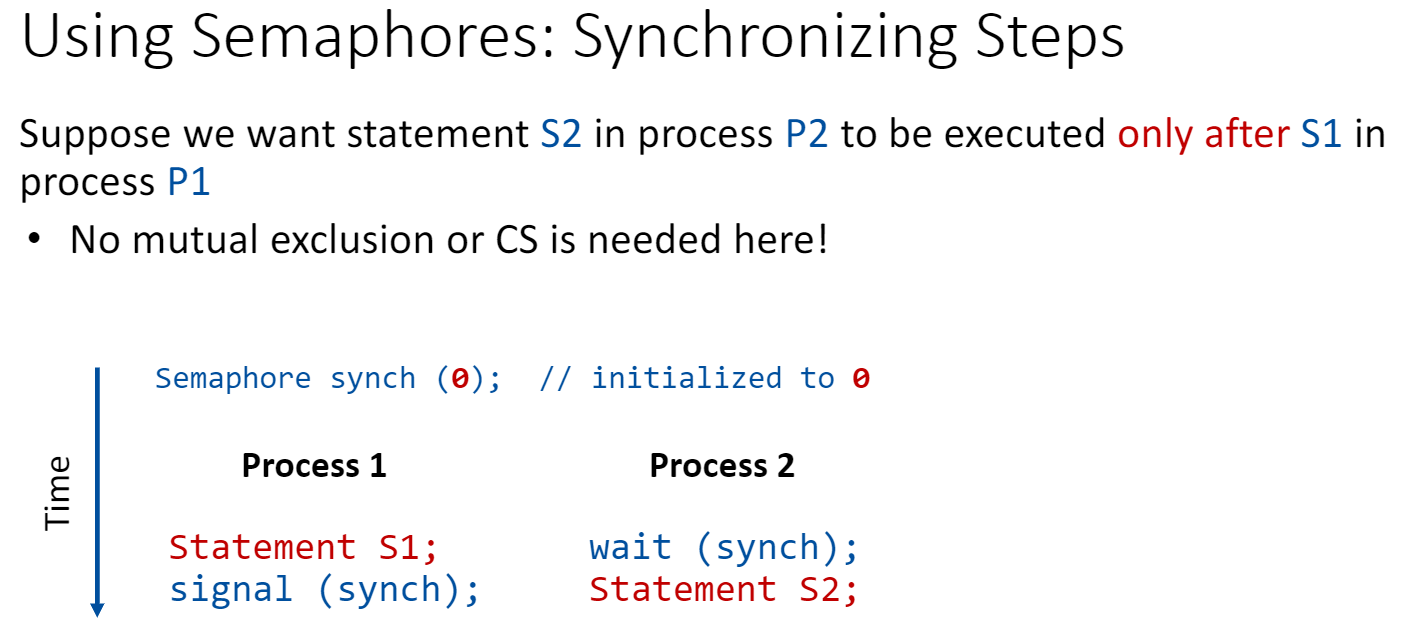 Using Semaphores: Synchronizing Steps
Suppose we want statement S2 in process P2 to be executed only after S1 in
process P1
• No mutual exclusion or CS is needed here!
Semaphore synch (0);  // initialized to 0
Time
Process 1
Statement S1;
signal (synch);
Process 2
wait (synch);
Statement S2;